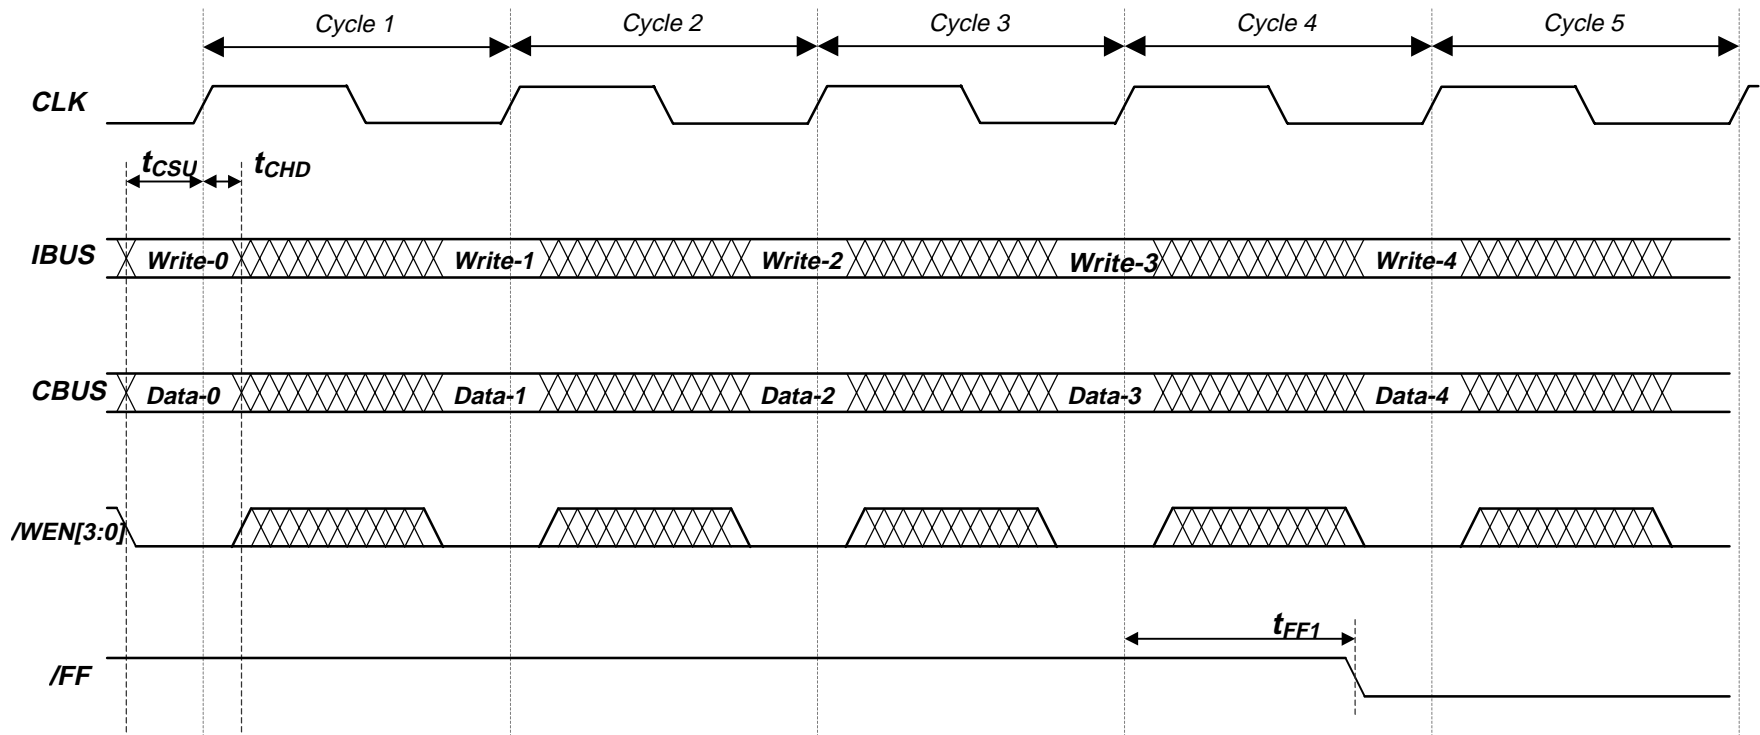 Cycle 1 Cycle 2 Cycle 3 Cycle 4 Cycle 5
CLK
tCSU tCHD
IBUS Write-0 Write-1 Write-2 Write-3 Write-4
CBUS Data-0 Data-1 Data-2 Data-3 Data-4
/WEN[3:0]
tFF1
/FF